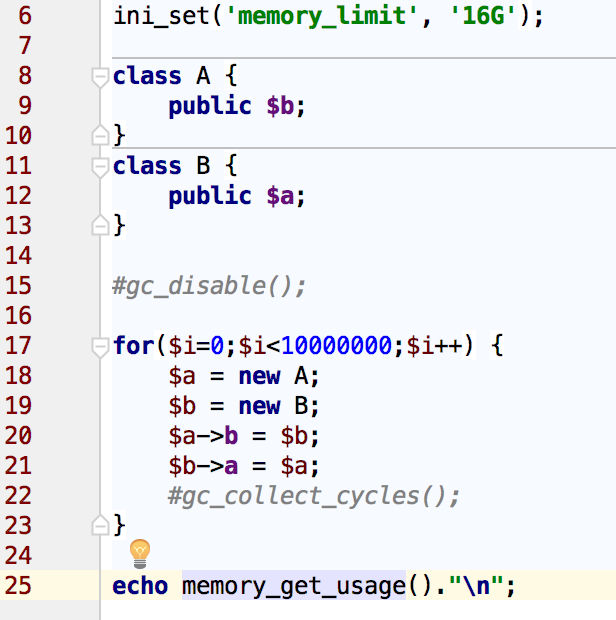 6 ini_set('memory_limit', '16G');
7
8 class A {
9     public $b;
10 }
11 class B {
12     public $a;
13 }
14
15 #gc_disable();
16
17 for($i=0;$i<10000000;$i++) {
18     $a = new A;
19     $b = new B;
20     $a->b = $b;
21     $b->a = $a;
22     #gc_collect_cycles();
23 }
24
25 echo memory_get_usage()."\n";